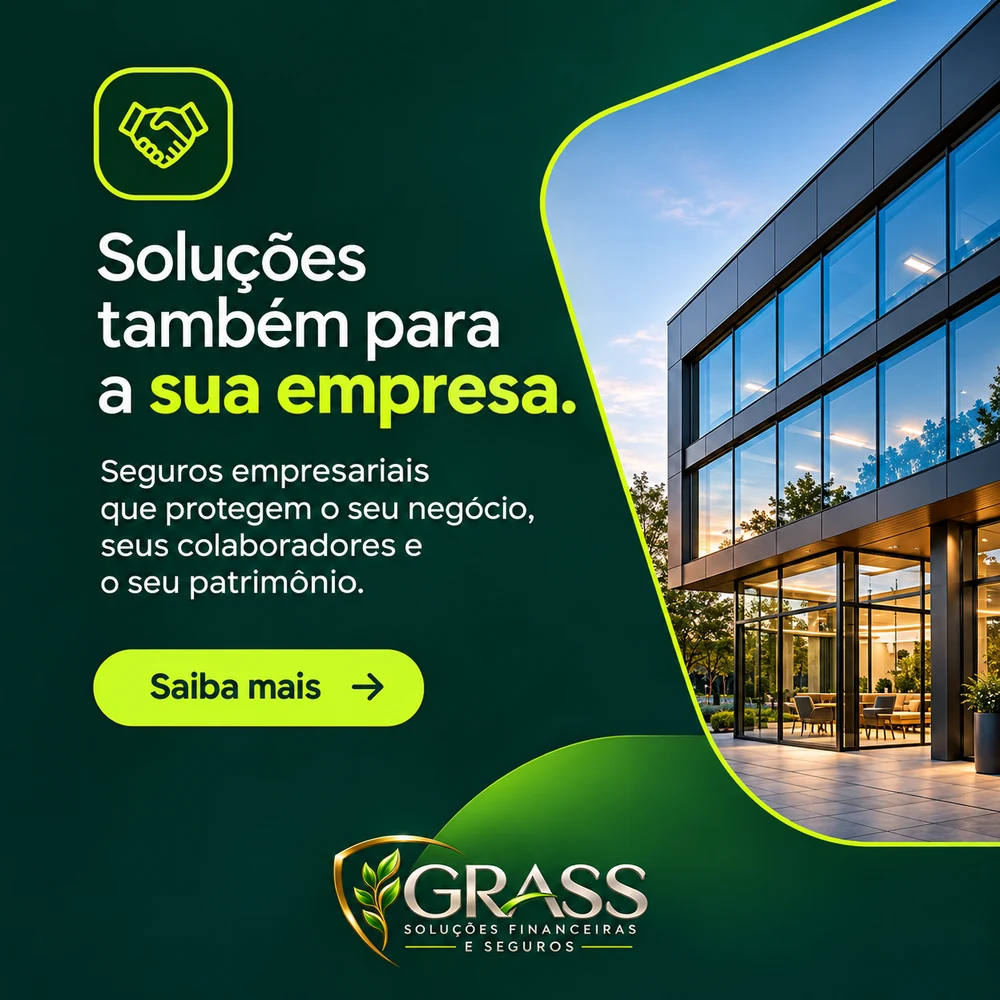 Soluções
também para
a sua empresa.
Seguros empresariais
que protegem o seu negócio,
seus colaboradores e
o seu patrimônio.
Saiba mais
GRASS
SOLUÇÕES FINANCEIRAS
E SEGUROS